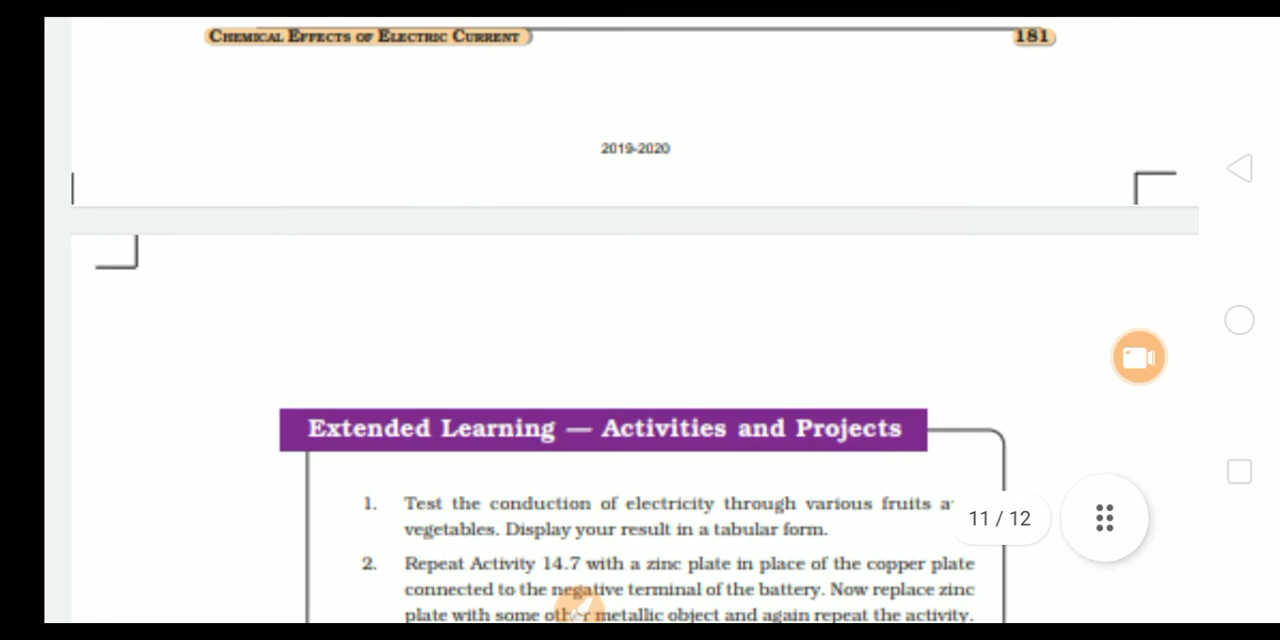 CHEMICAL EFFECTS OF ELECTRIC CURRENT 181
2019-2020
Extended Learning — Activities and Projects
1. Test the conduction of electricity through various fruits
vegetables. Display your result in a tabular form.
11 / 12
2. Repeat Activity 14.7 with a zinc plate in place of the copper plate
connected to the negative terminal of the battery. Now replace zinc
plate with some other metallic object and again repeat the activity.